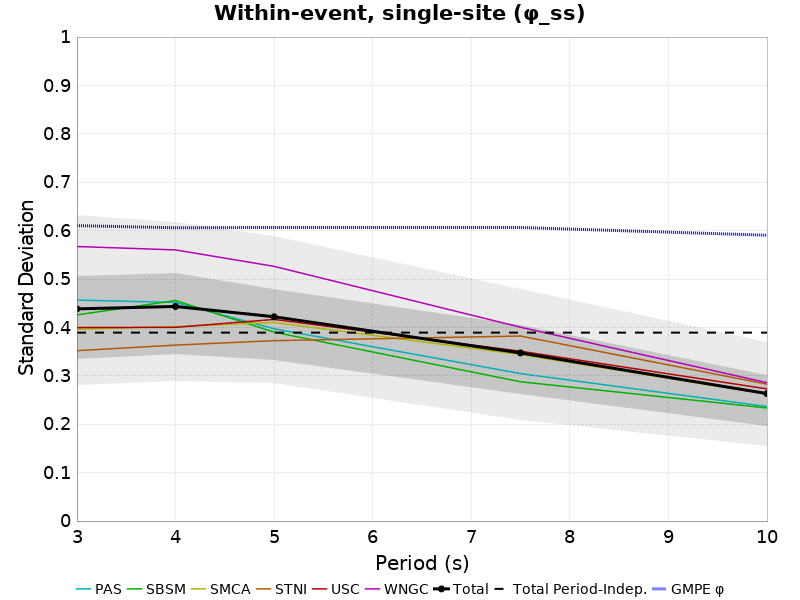 Within-event, single-site (φ_ss)
1
0.9
0.8
0.7
0.6
0.5
0.4
0.3
0.2
0.1
0
Standard Deviation
3 4 5 6 7 8 9 10
Period (s)
PAS SBSM SMCA STNI USC WNGC Total Total Period-Indep. GMPE φ